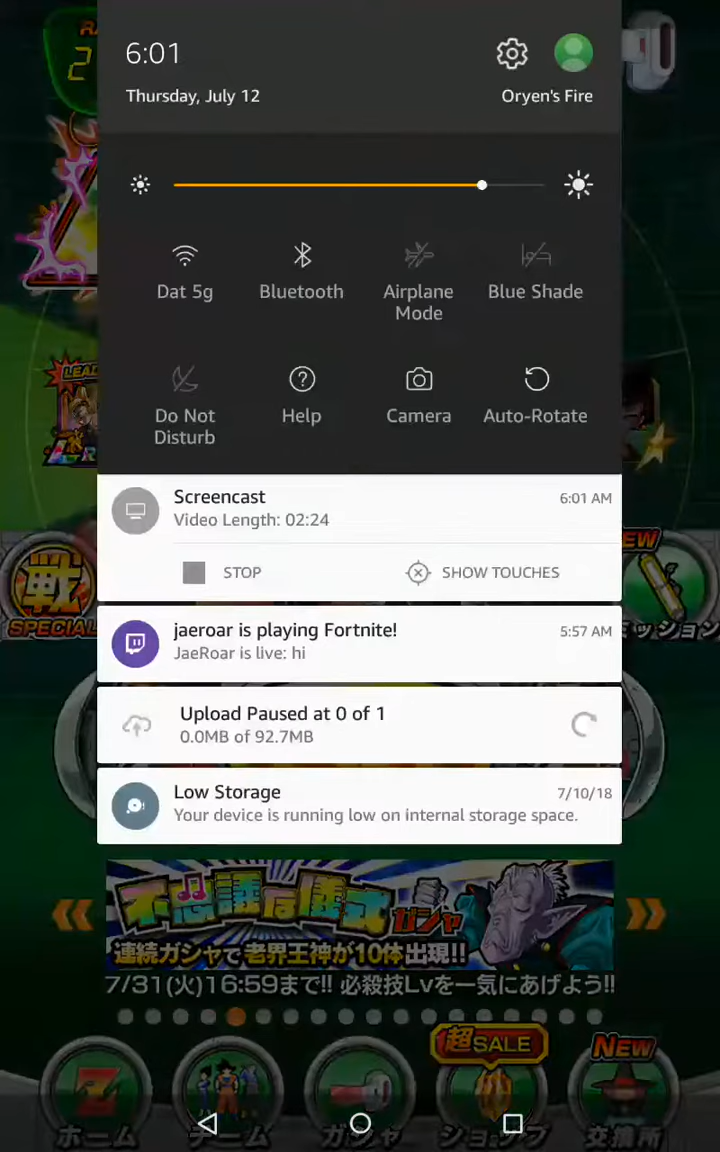 RA
2
6:01
Thursday, July 12
Oryen's Fire
Dat 5g
Bluetooth
Airplane
Mode
Blue Shade
Do Not
Disturb
Help
Camera
Auto-Rotate
LEAD
Screencast
6:01 AM
Video Length: 02:24
STOP
SHOW TOUCHES
戦
SPECIAL
EW
ミッション
jaeroar is playing Fortnite!
5:57 AM
JaeRoar is live: hi
Upload Paused at 0 of 1
0.0MB of 92.7MB
Low Storage
7/10/18
Your device is running low on internal storage space.
不思議な儀式ガシャ
連続ガシャで老界王神が10体出現!!
7/31(火)16:59まで!! 必殺技Lvを一気にあげよう!!
超SALE
New
ホーム
チーム
ガシャ
ショップ
交換所